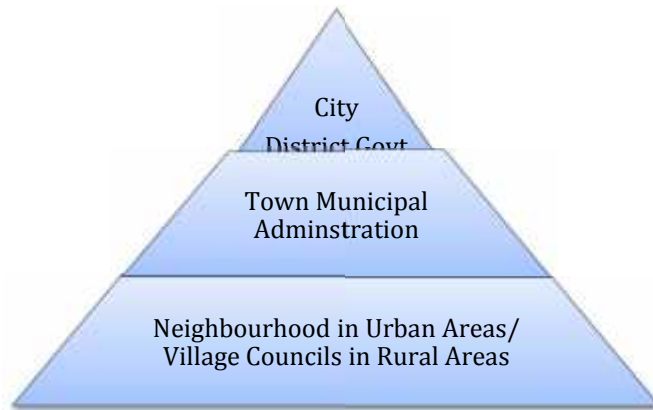 City
District Govt
Town Municipal
Adminstration
Neighbourhood in Urban Areas/
Village Councils in Rural Areas